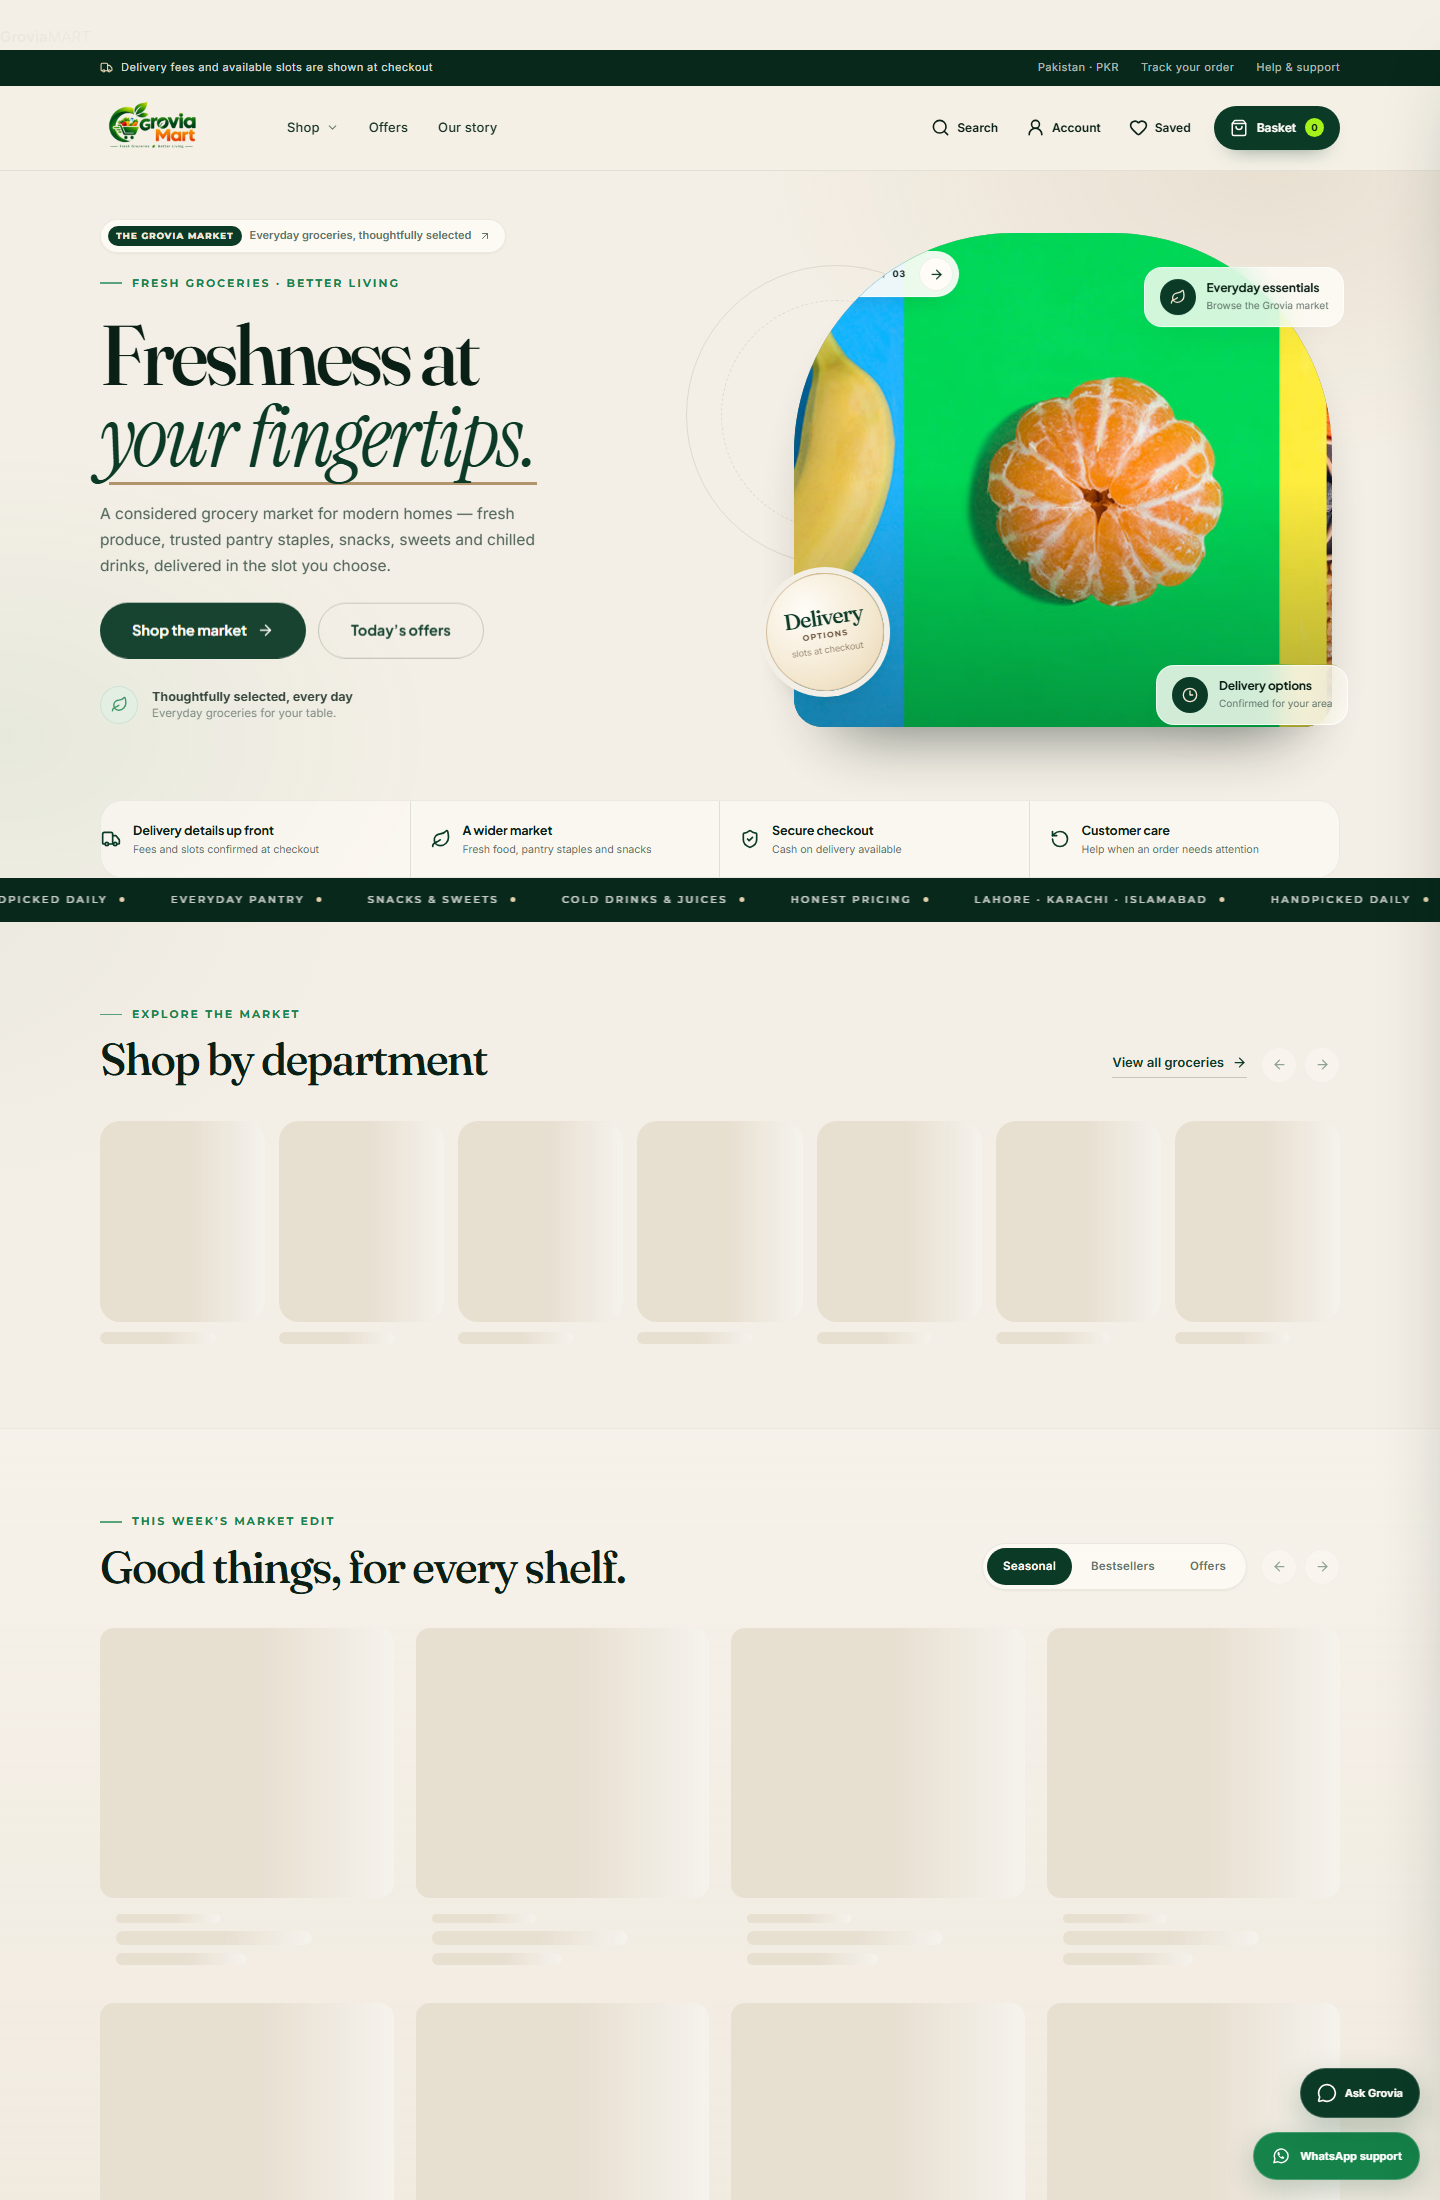 GroviaMART
Delivery fees and available slots are shown at checkout
Pakistan · PKR
Track your order
Help & support
Grovia
Mart
Fresh Groceries Better Living
Shop
Offers
Our story
Search
Account
Saved
Basket 0
THE GROVIA MARKET Everyday groceries, thoughtfully selected
FRESH GROCERIES · BETTER LIVING
Freshness at
your fingertips.
A considered grocery market for modern homes — fresh
produce, trusted pantry staples, snacks, sweets and chilled
drinks, delivered in the slot you choose.
Shop the market
Today’s offers
Thoughtfully selected, every day
Everyday groceries for your table.
03
Everyday essentials
Browse the Grovia market
Delivery
OPTIONS
slots at checkout
Delivery options
Confirmed for your area
Delivery details up front
Fees and slots confirmed at checkout
A wider market
Fresh food, pantry staples and snacks
Secure checkout
Cash on delivery available
Customer care
Help when an order needs attention
DPICKED DAILY • EVERYDAY PANTRY • SNACKS & SWEETS • COLD DRINKS & JUICES • HONEST PRICING • LAHORE · KARACHI · ISLAMABAD • HANDPICKED DAILY •
EXPLORE THE MARKET
Shop by department
View all groceries
THIS WEEK’S MARKET EDIT
Good things, for every shelf.
Seasonal
Bestsellers
Offers
Ask Grovia
WhatsApp support